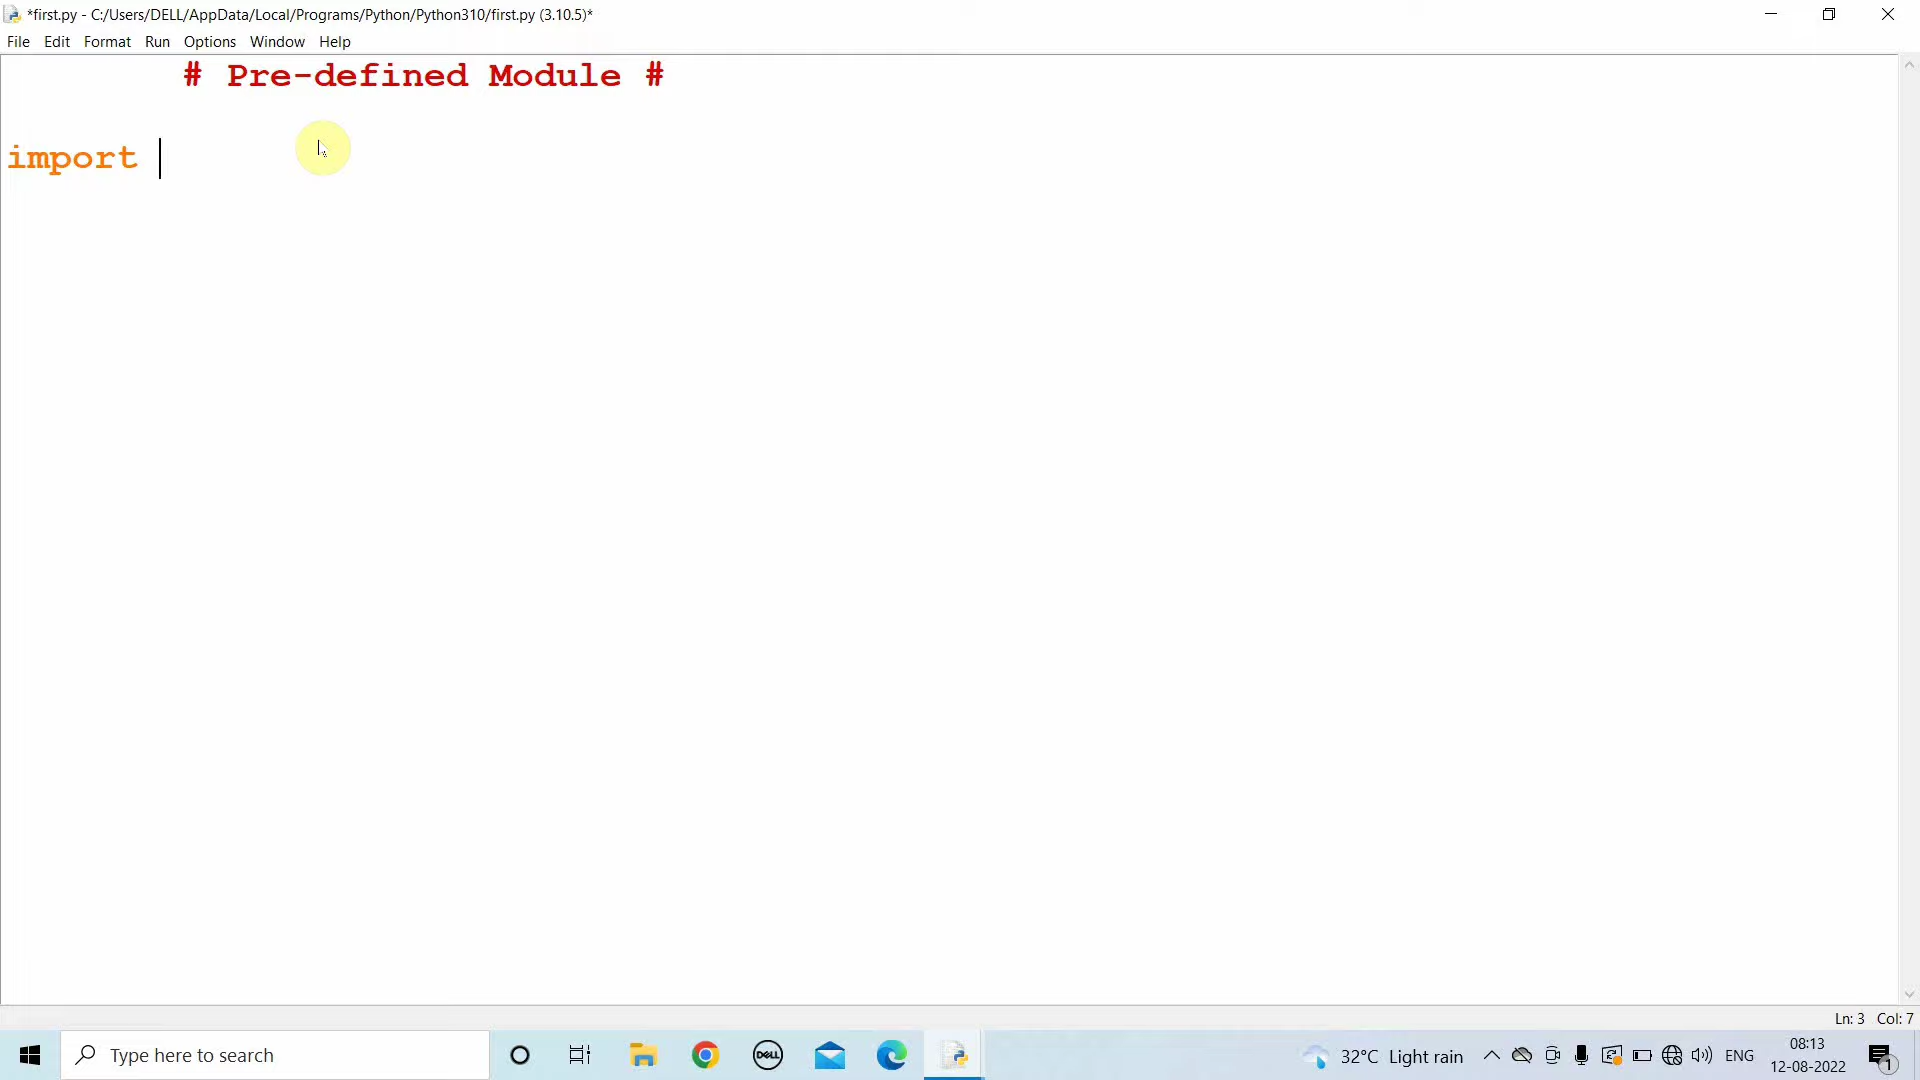 *first.py - C:/Users/DELL/AppData/Local/Programs/Python/Python310/first.py (3.10.5)*
File Edit Format Run Options Window Help
# Pre-defined Module #
import
Ln: 3 Col: 7
Type here to search
DELL
32°C Light rain
ENG
08:13
12-08-2022
1